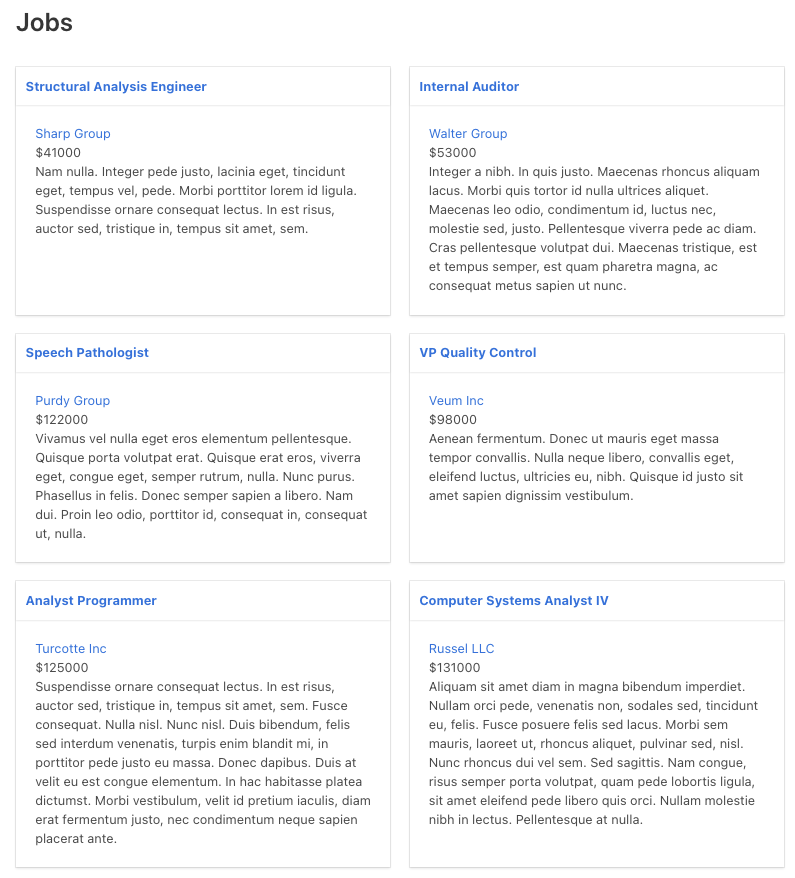 Jobs
Structural Analysis Engineer
Sharp Group
$41000
Nam nulla. Integer pede justo, lacinia eget, tincidunt
eget, tempus vel, pede. Morbi porttitor lorem id ligula.
Suspendisse ornare consequat lectus. In est risus,
auctor sed, tristique in, tempus sit amet, sem.
Internal Auditor
Walter Group
$53000
Integer a nibh. In quis justo. Maecenas rhoncus aliquam
lacus. Morbi quis tortor id nulla ultrices aliquet.
Maecenas leo odio, condimentum id, luctus nec,
molestie sed, justo. Pellentesque viverra pede ac diam.
Cras pellentesque volutpat dui. Maecenas tristique, est
et tempus semper, est quam pharetra magna, ac
consequat metus sapien ut nunc.
Speech Pathologist
Purdy Group
$122000
Vivamus vel nulla eget eros elementum pellentesque.
Quisque porta volutpat erat. Quisque erat eros, viverra
eget, congue eget, semper rutrum, nulla. Nunc purus.
Phasellus in felis. Donec semper sapien a libero. Nam
dui. Proin leo odio, porttitor id, consequat in, consequat
ut, nulla.
VP Quality Control
Veum Inc
$98000
Aenean fermentum. Donec ut mauris eget massa
tempor convallis. Nulla neque libero, convallis eget,
eleifend luctus, ultricies eu, nibh. Quisque id justo sit
amet sapien dignissim vestibulum.
Analyst Programmer
Turcotte Inc
$125000
Suspendisse ornare consequat lectus. In est risus,
auctor sed, tristique in, tempus sit amet, sem. Fusce
consequat. Nulla nisl. Nunc nisl. Duis bibendum, felis
sed interdum venenatis, turpis enim blandit mi, in
porttitor pede justo eu massa. Donec dapibus. Duis at
velit eu est congue elementum. In hac habitasse platea
dictumst. Morbi vestibulum, velit id pretium iaculis, diam
erat fermentum justo, nec condimentum neque sapien
placerat ante.
Computer Systems Analyst IV
Russel LLC
$131000
Aliquam sit amet diam in magna bibendum imperdiet.
Nullam orci pede, venenatis non, sodales sed, tincidunt
eu, felis. Fusce posuere felis sed lacus. Morbi sem
mauris, laoreet ut, rhoncus aliquet, pulvinar sed, nisl.
Nunc rhoncus dui vel sem. Sed sagittis. Nam congue,
risus semper porta volutpat, quam pede lobortis ligula,
sit amet eleifend pede libero quis orci. Nullam molestie
nibh in lectus. Pellentesque at nulla.